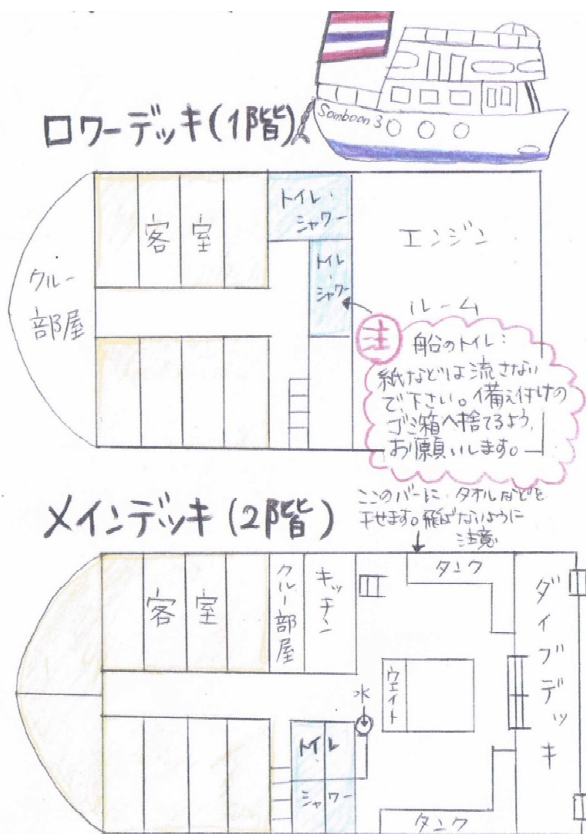 Somboon 3
ロワーデッキ(1階)
トイレ・
シャワー
客室
エンジン
ルーム
トイレ・
シャワー
クルー
部屋
注
船のトイレ:
紙などは流さない
で下さい。備え付けの
ゴミ箱へ捨てるよう、
お願いします。
メインデッキ(2階)
ここのバーに、タオルなどを
干せます。飛ばないように
注意
タンク
客室
クルー部屋
キッチン
ダイブデッキ
ウエイト
水
トイレ
シャワー
タンク